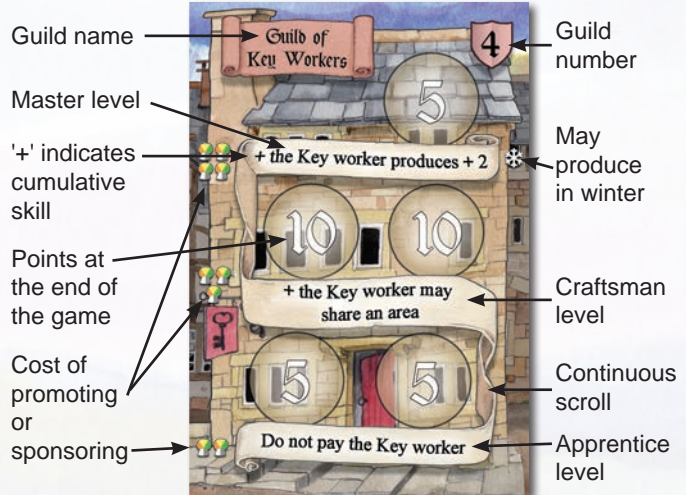 Guild name
Guild of
Key Workers
4
Guild
number
5
Master level
+ the Key worker produces + 2
'+' indicates
cumulative
skill
May
produce
in winter
10
10
Points at
the end of
the game
+ the Key worker may
share an area
Craftsman
level
Cost of
promoting
or
sponsoring
5
5
Continuous
scroll
Do not pay the Key worker
Apprentice
level